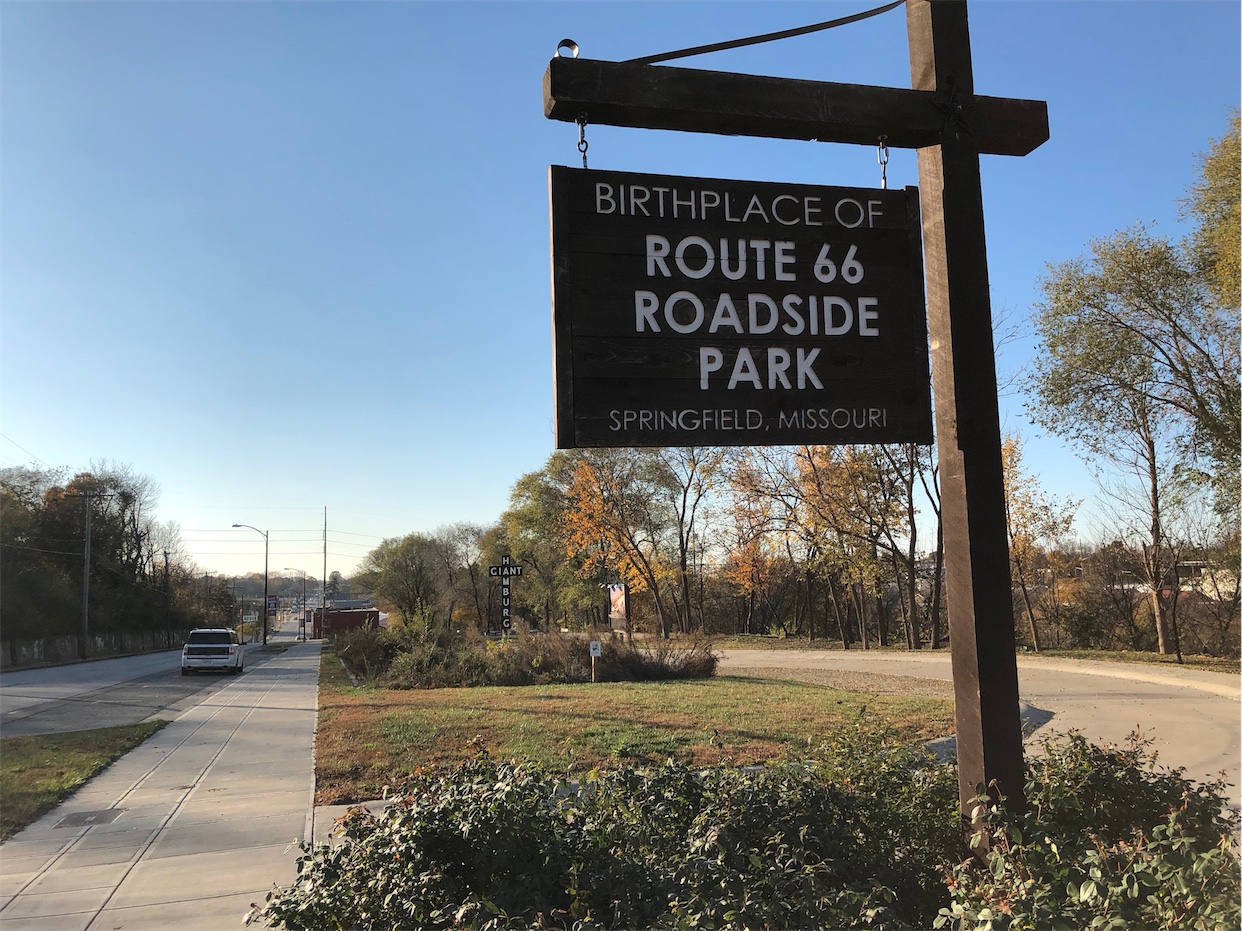 BIRTHPLACE OF
ROUTE 66
ROADSIDE
PARK
SPRINGFIELD, MISSOURI
GIANT
HAMBURG